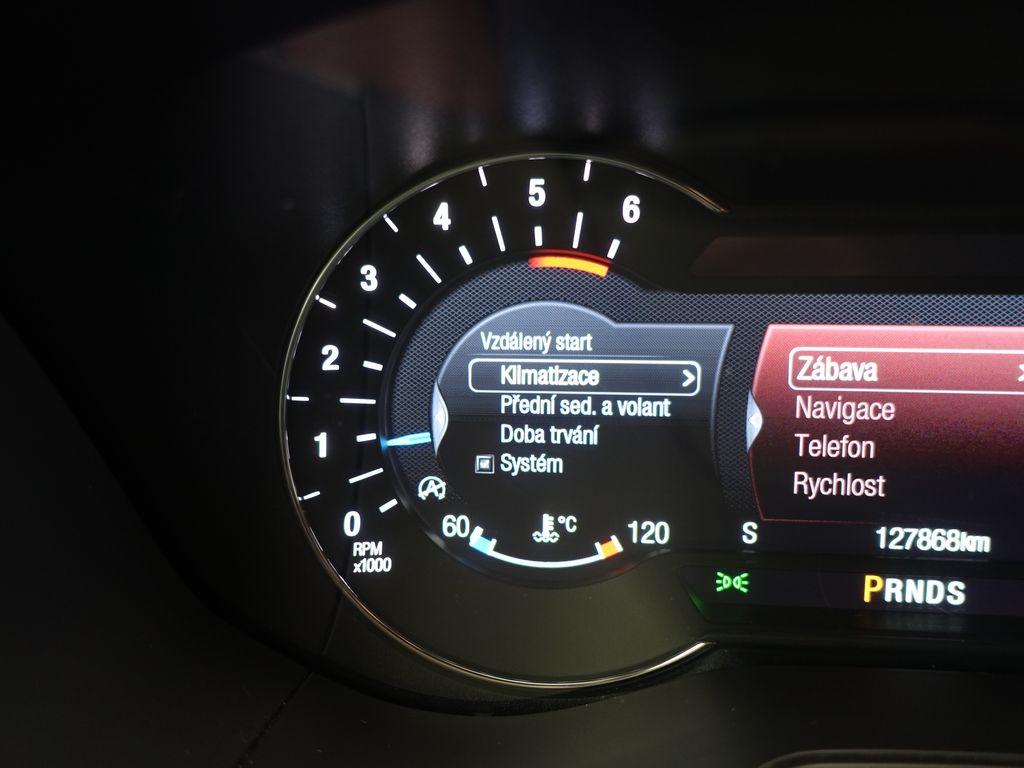 6
5
4
3
2
1
0
RPM
x1000
Vzdálený start
Klimatizace >
Přední sed. a volant
Doba trvání
Systém
A
60 °C 120
Zábava >
Navigace
Telefon
Rychlost
S 127868km
PRNDS